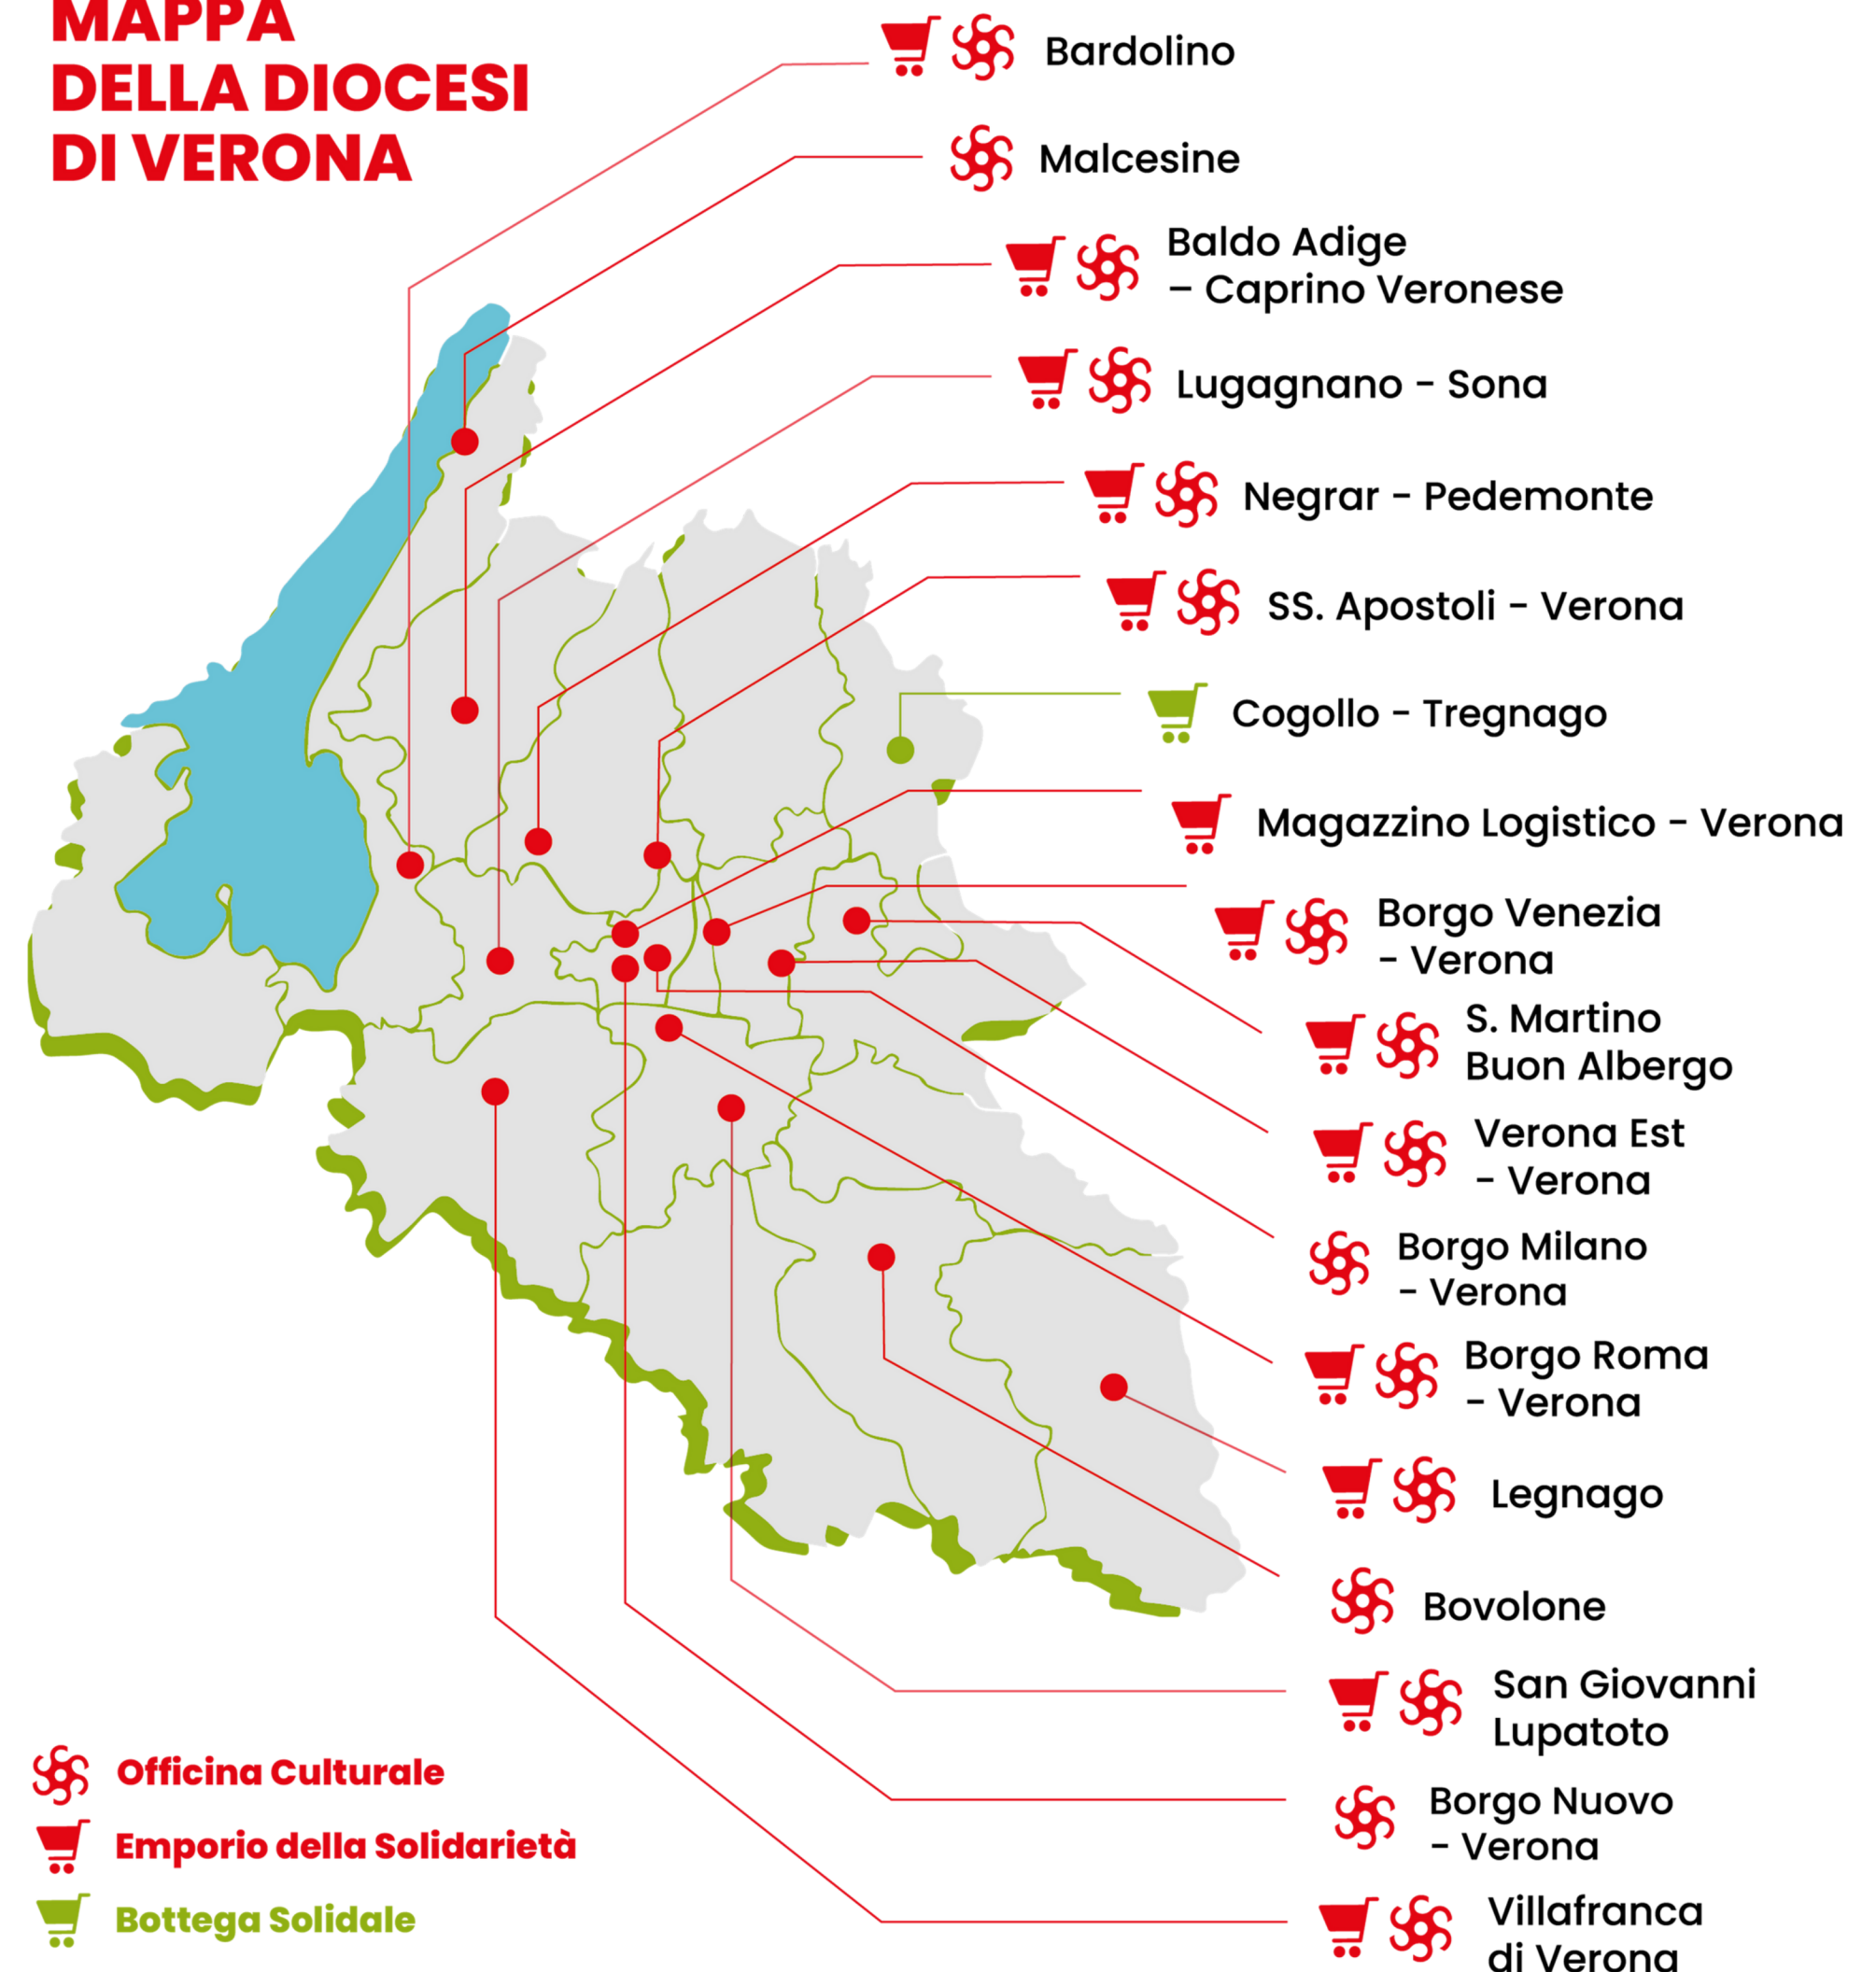 MAPPA
DELLA DIOCESI
DI VERONA
Bardolino
Malcesine
Baldo Adige
– Caprino Veronese
Lugagnano – Sona
Negrar – Pedemonte
SS. Apostoli – Verona
Cogollo – Tregnago
Magazzino Logistico – Verona
Borgo Venezia
– Verona
S. Martino
Buon Albergo
Verona Est
– Verona
Borgo Milano
– Verona
Borgo Roma
– Verona
Legnago
Bovolone
San Giovanni
Lupatoto
Borgo Nuovo
– Verona
Villafranca
di Verona
Officina Culturale
Emporio della Solidarietà
Bottega Solidale